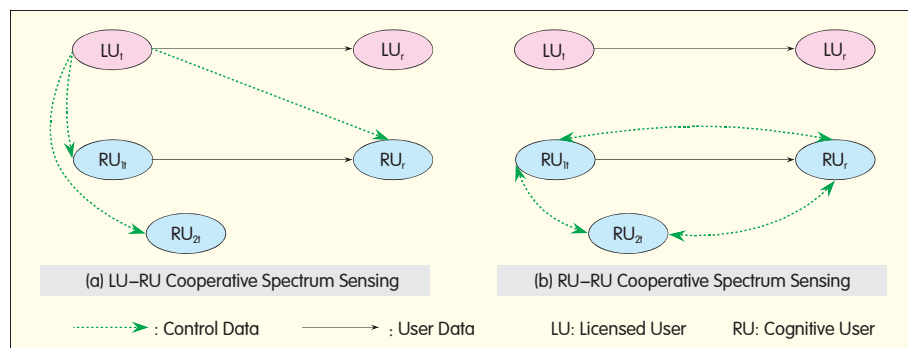 LUt
LUr
RU1t
RUr
RU2t
(a) LU–RU Cooperative Spectrum Sensing
LUt
LUr
RU1t
RUr
RU2t
(b) RU–RU Cooperative Spectrum Sensing
: Control Data
: User Data
LU: Licensed User
RU: Cognitive User